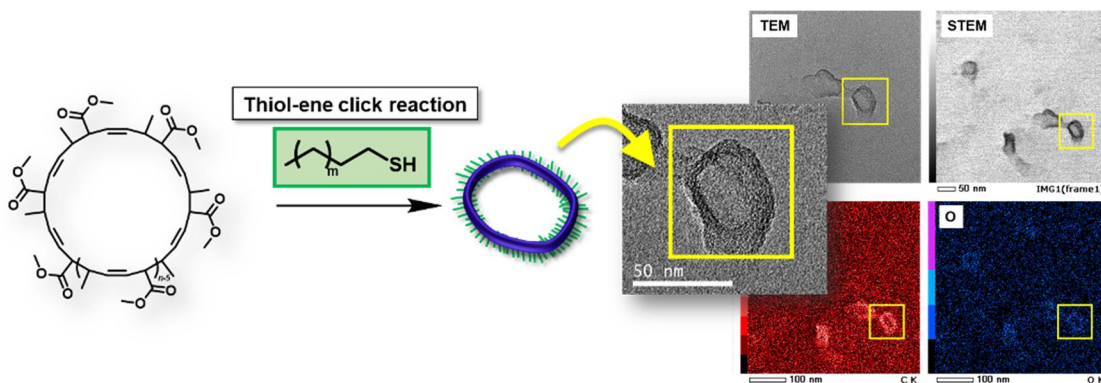 Thiol-ene click reaction
m
SH
O
O
O
O
O
O
O
O
O
O
O
O
n-5
50 nm
TEM
STEM
50 nm
IMG1(frame1)
O
100 nm
C K
100 nm
O K